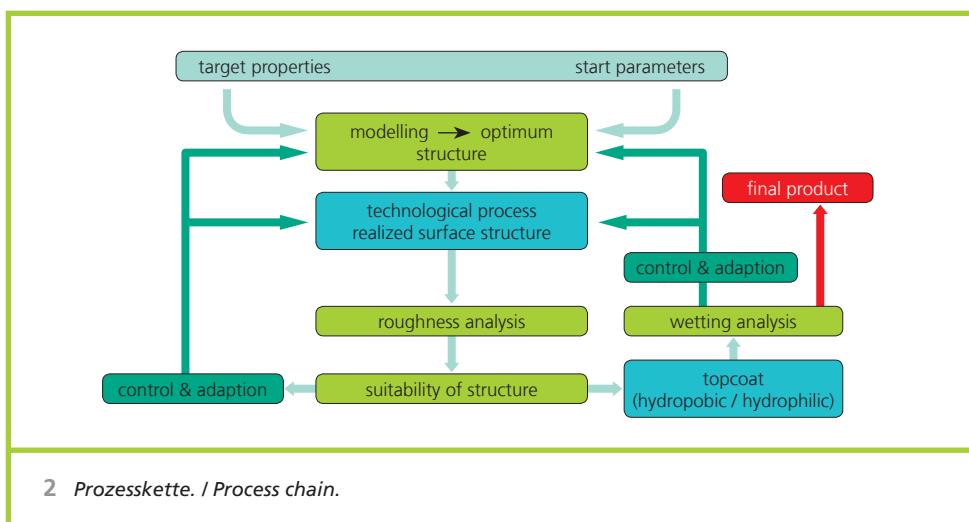 target properties
start parameters
modelling → optimum
structure
technological process
realized surface structure
final product
control & adaption
roughness analysis
wetting analysis
control & adaption
suitability of structure
topcoat
(hydropobic / hydrophilic)
2 Prozesskette. / Process chain.